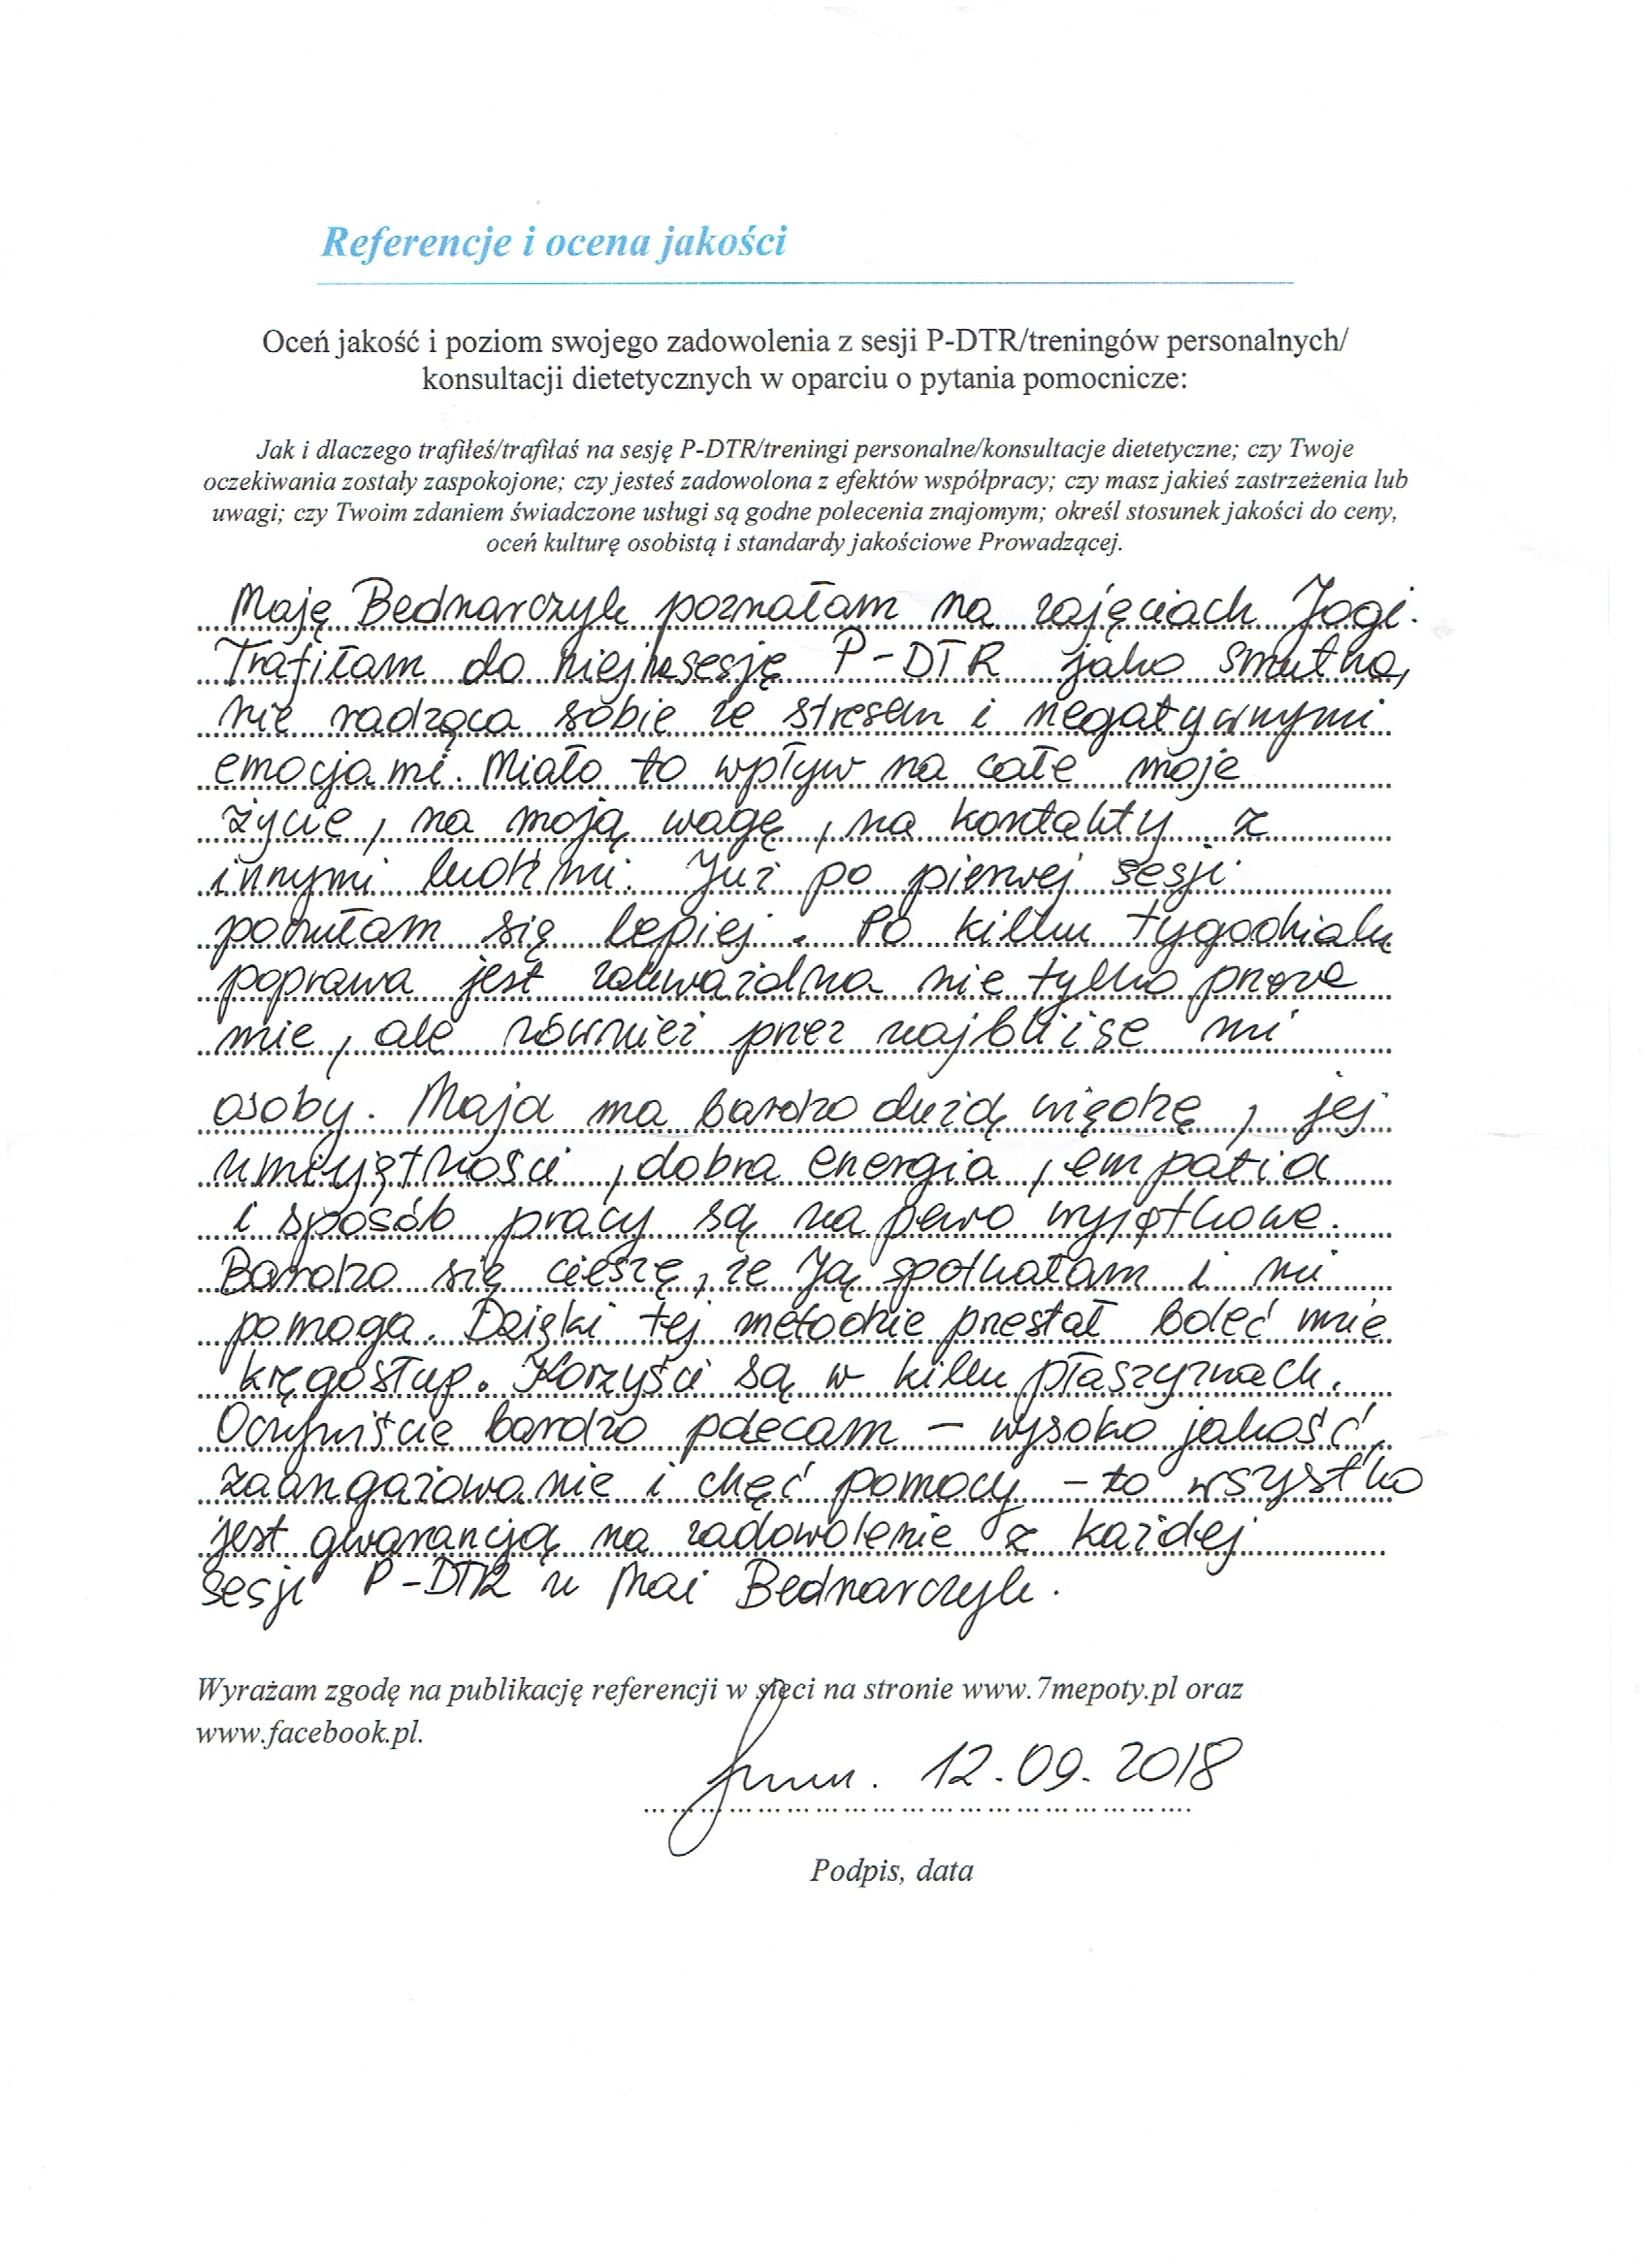 Referencje i ocena jakości
Oceń jakość i poziom swojego zadowolenia z sesji P-DTR/treningów personalnych/
konsultacji dietetycznych w oparciu o pytania pomocnicze:
Jak i dlaczego trafiłeś/trafiłaś na sesję P-DTR/treningi personalne/konsultacje dietetyczne; czy Twoje
oczekiwania zostały zaspokojone; czy jesteś zadowolona z efektów współpracy; czy masz jakieś zastrzeżenia lub
uwagi; czy Twoim zdaniem świadczone usługi są godne polecenia znajomym; określ stosunek jakości do ceny,
oceń kulturę osobistą i standardy jakościowe Prowadzącej.
Maję Bednarczyk poznałam na zajęciach Jogi.
Trafiłam do niej na sesję P-DTR jako smutna,
nie radząca sobie ze stresem i negatywnymi
emocjami. Miało to wpływ na całe moje
życie, na moją wagę, na kontakty z
innymi ludźmi. Już po pierwej sesji
poczułam się lepiej. Po kilku tygodniach
poprawa jest zauważalna nie tylko przeze
mie, ale również przez najbliższe mi
osoby. Maja ma bardzo dużą wiedzę, jej
umiejętności, dobra energia, empatia
i sposób pracy są na pewo wyjątkowe.
Bardzo się cieszę, że Ją spotkałam i mi
pomoga. Dzięki tej metodzie przestał boleć mnie
kręgosłup. Korzyści są w kilku płaszczyznach.
Oczywiście bardzo polecam – wysoka jakość,
zaangażowanie i chęć pomocy – to wszystko
jest gwarancją na zadowolenie z każdej
sesji P-DTR u Mai Bednarczyk.
Wyrażam zgodę na publikację referencji w sieci na stronie www.7mepoty.pl oraz
www.facebook.pl.
12.09.2018
Podpis, data